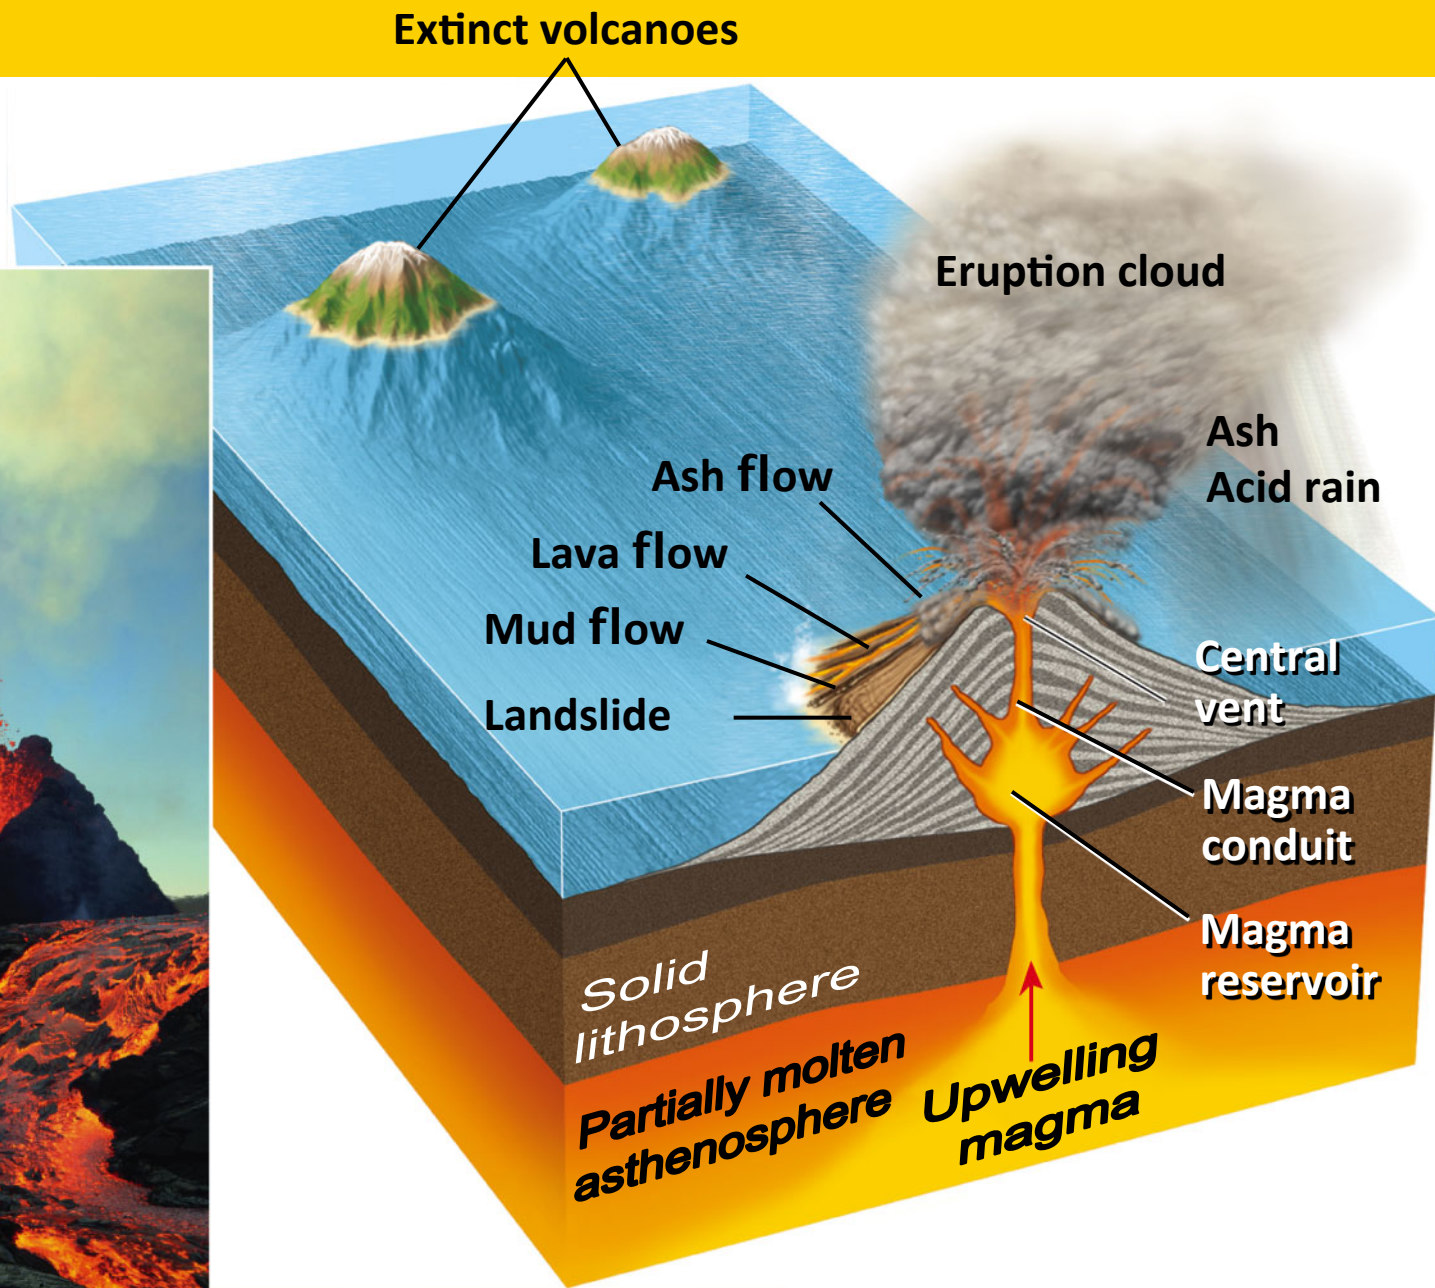 Extinct volcanoes
Eruption cloud
Ash
Acid rain
Ash flow
Lava flow
Mud flow
Landslide
Central
vent
Magma
conduit
Magma
reservoir
Solid
lithosphere
Partially molten
asthenosphere
Upwelling
magma